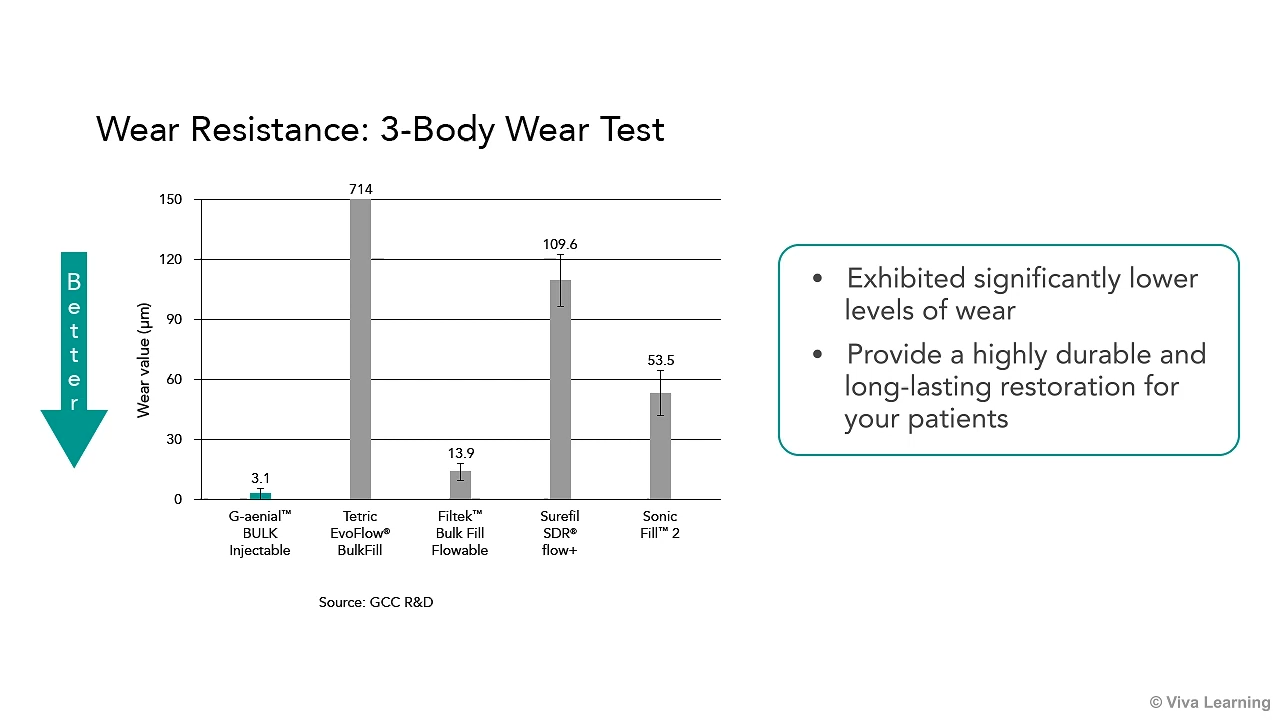 Wear Resistance: 3-Body Wear Test
Better
Wear value (µm)
150
120
90
60
30
0
714
109.6
53.5
13.9
3.1
G-aenial™
BULK
Injectable
Tetric
EvoFlow®
BulkFill
Filtek™
Bulk Fill
Flowable
Surefil
SDR®
flow+
Sonic
Fill™ 2
Source: GCC R&D
• Exhibited significantly lower
levels of wear
• Provide a highly durable and
long-lasting restoration for
your patients
© Viva Learning